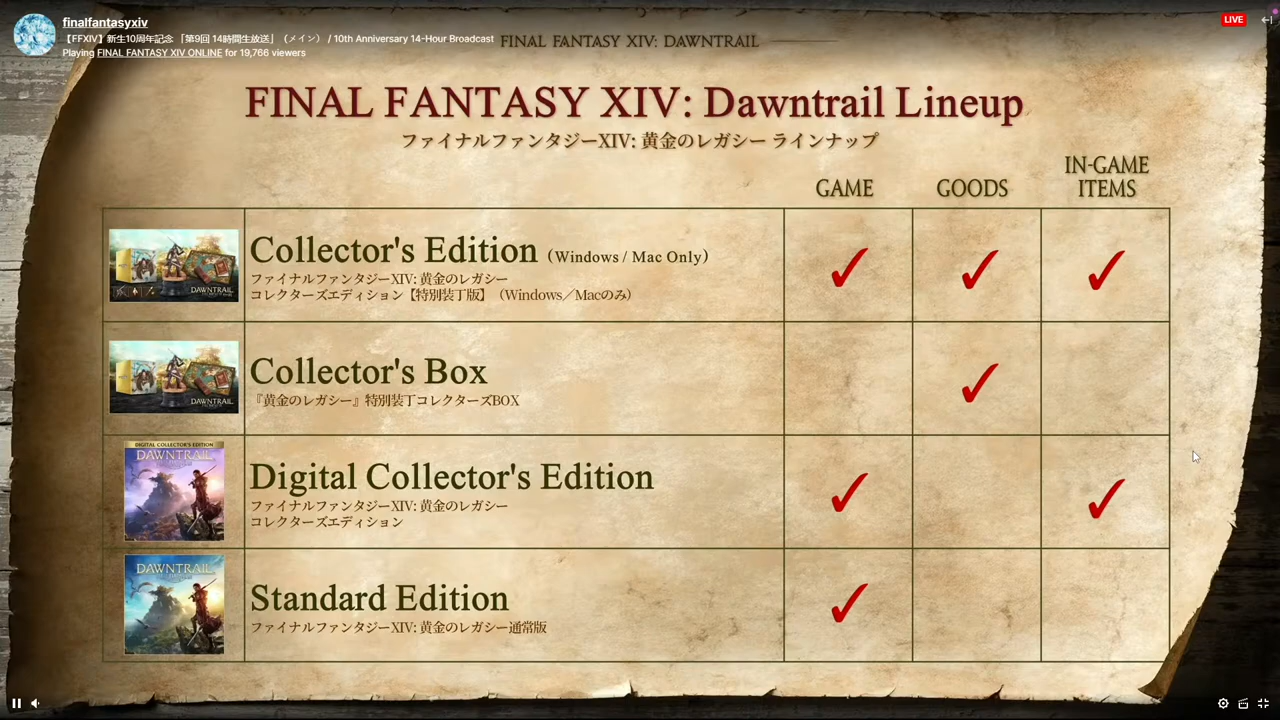 finalfantasyxiv
【FFXIV】新生10周年記念 「第9回 14時間生放送」（メイン） / 10th Anniversary 14-Hour Broadcast
Playing FINAL FANTASY XIV ONLINE for 19,766 viewers
LIVE
FINAL FANTASY XIV: DAWNTRAIL
FINAL FANTASY XIV: Dawntrail Lineup
ファイナルファンタジーXIV: 黄金のレガシー ラインナップ
GAME
GOODS
IN-GAME
ITEMS
DAWNTRAIL
Collector's Edition (Windows / Mac Only)
ファイナルファンタジーXIV: 黄金のレガシー
コレクターズエディション【特別装丁版】（Windows／Macのみ）
DAWNTRAIL
Collector's Box
『黄金のレガシー』特別装丁コレクターズBOX
DIGITAL COLLECTOR'S EDITION
DAWNTRAIL
Digital Collector's Edition
ファイナルファンタジーXIV: 黄金のレガシー
コレクターズエディション
DAWNTRAIL
Standard Edition
ファイナルファンタジーXIV: 黄金のレガシー通常版